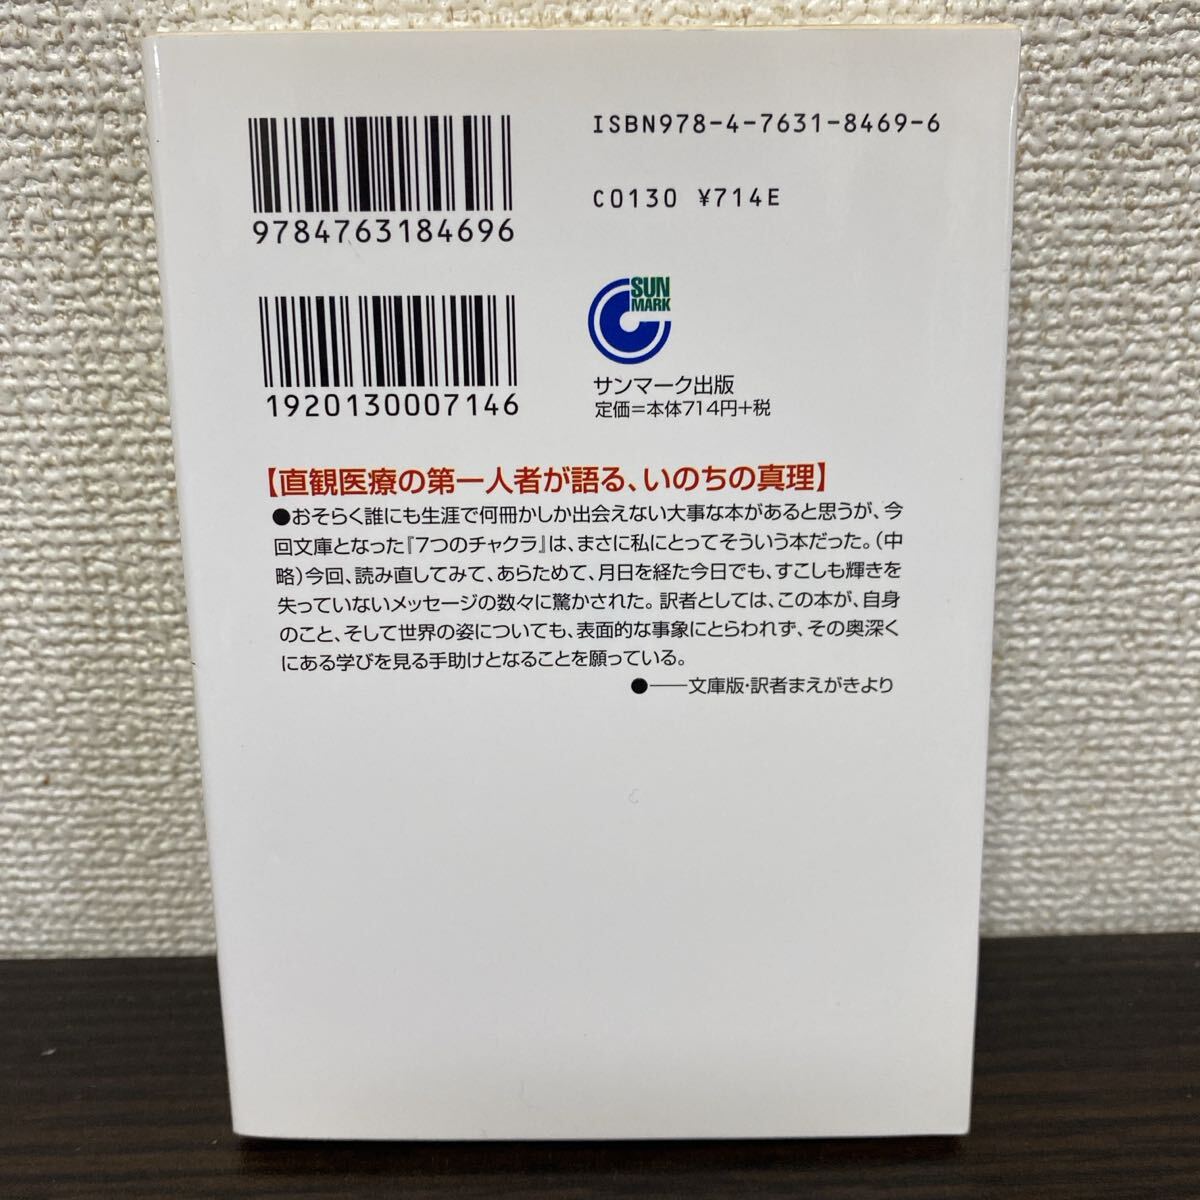 9784763184696
ISBN978-4-7631-8469-6
C0130 ¥714E
1920130007146
SUN
MARK
サンマーク出版
定価=本体714円+税
【直観医療の第一人者が語る、いのちの真理】
●おそらく誰にも生涯で何冊かしか出会えない大事な本があると思うが、今
回文庫となった『7つのチャクラ』は、まさに私にとってそういう本だった。(中
略)今回、読み直してみて、あらためて、月日を経た今日でも、すこしも輝きを
失っていないメッセージの数々に驚かされた。訳者としては、この本が、自身
のこと、そして世界の姿についても、表面的な事象にとらわれず、その奥深く
にある学びを見る手助けとなることを願っている。
●――文庫版・訳者まえがきより